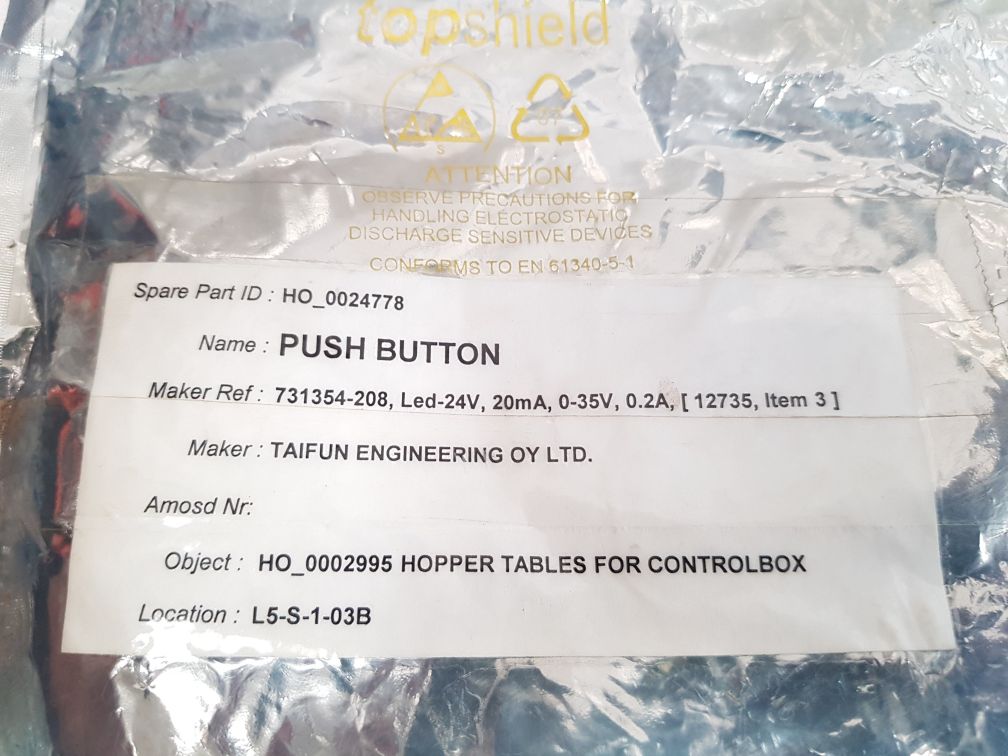 topshield
ATTENTION
OBSERVE PRECAUTIONS FOR
HANDLING ELECTROSTATIC
DISCHARGE SENSITIVE DEVICES
CONFORMS TO EN 61340-5-1
Spare Part ID : HO_0024778
Name : PUSH BUTTON
Maker Ref : 731354-208, Led-24V, 20mA, 0-35V, 0.2A, [ 12735, Item 3 ]
Maker : TAIFUN ENGINEERING OY LTD.
Amosd Nr:
Object : HO_0002995 HOPPER TABLES FOR CONTROLBOX
Location : L5-S-1-03B